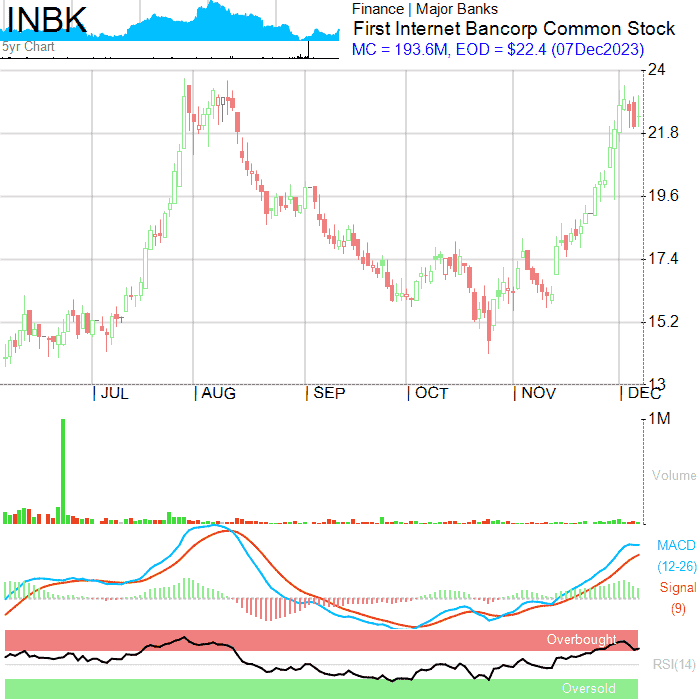 INBK
5yr Chart
Finance | Major Banks
First Internet Bancorp Common Stock
MC = 193.6M, EOD = $22.4 (07Dec2023)
24
21.8
19.6
17.4
15.2
13
JUL AUG SEP OCT NOV DEC
1M
Volume
MACD
(12-26)
Signal
(9)
Overbought
RSI(14)
Oversold